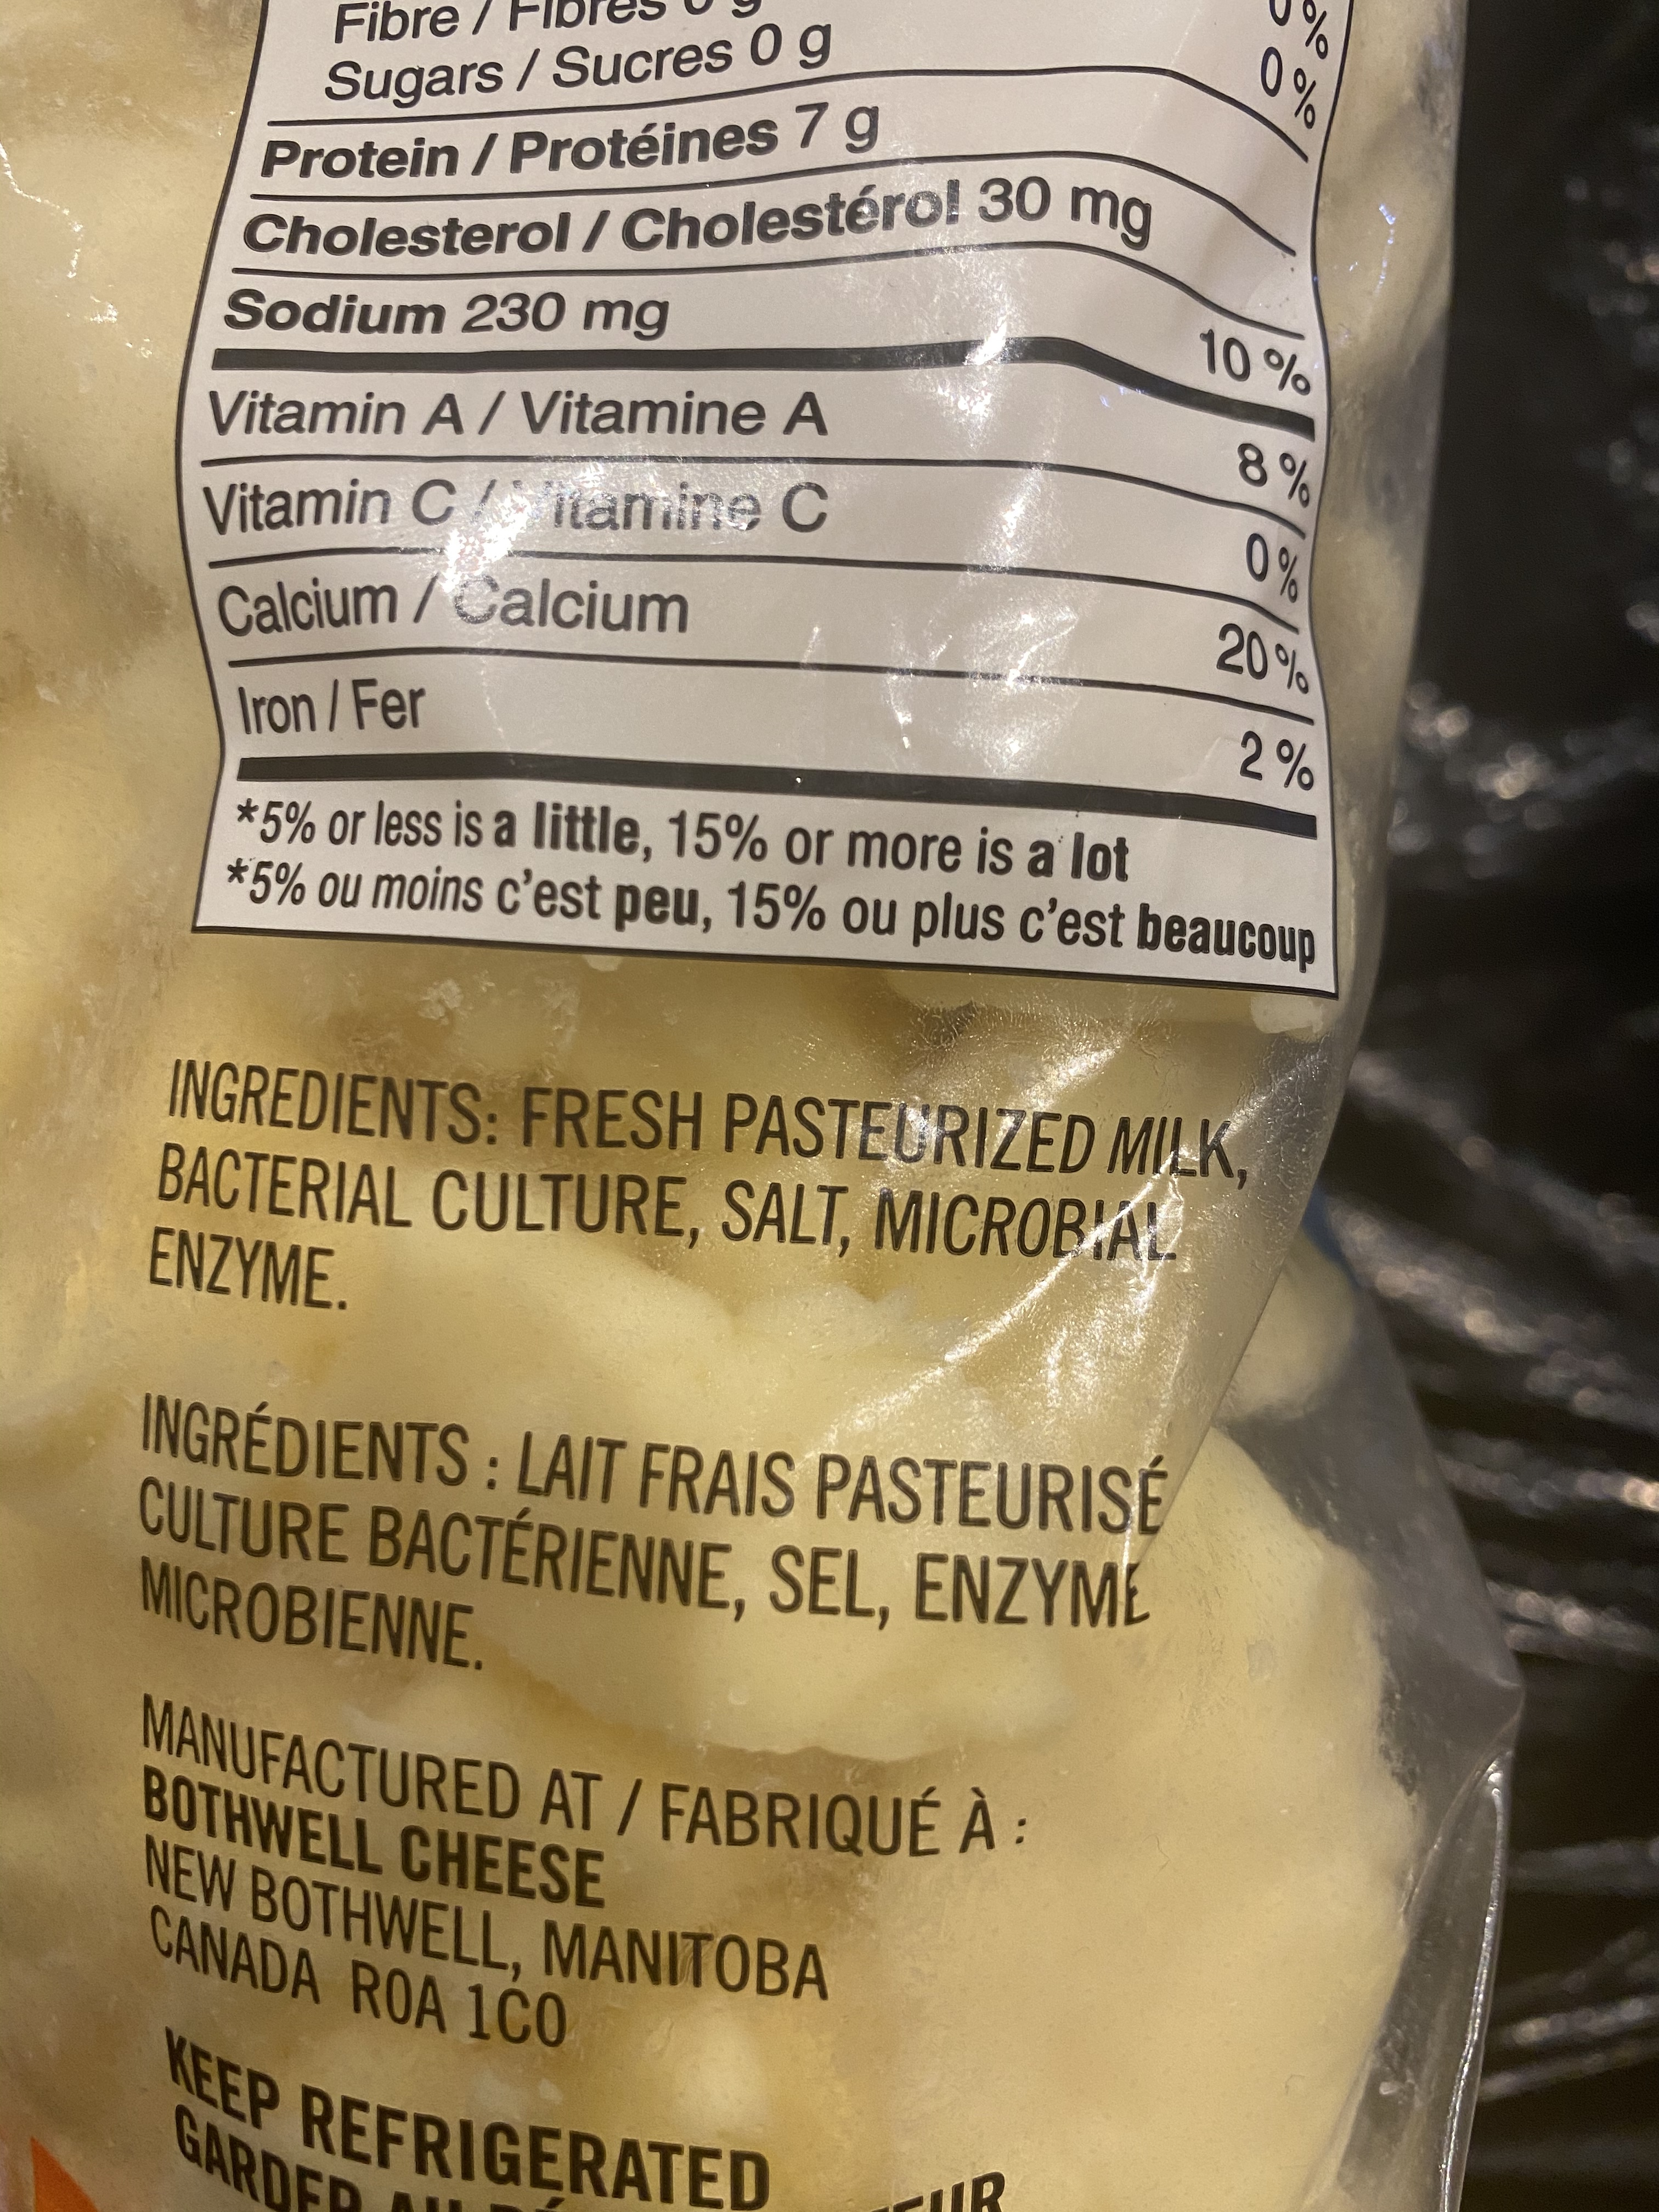 Fibre / Fibres 0 g 0 %
Sugars / Sucres 0 g 0 %
Protein / Protéines 7 g
Cholesterol / Cholestérol 30 mg
Sodium 230 mg 10 %
Vitamin A / Vitamine A 8 %
Vitamin C / Vitamine C 0 %
Calcium / Calcium 20 %
Iron / Fer 2 %
*5% or less is a little, 15% or more is a lot
*5% ou moins c'est peu, 15% ou plus c'est beaucoup
INGREDIENTS: FRESH PASTEURIZED MILK,
BACTERIAL CULTURE, SALT, MICROBIAL
ENZYME.
INGRÉDIENTS : LAIT FRAIS PASTEURISÉ
CULTURE BACTÉRIENNE, SEL, ENZYME
MICROBIENNE.
MANUFACTURED AT / FABRIQUÉ À :
BOTHWELL CHEESE
NEW BOTHWELL, MANITOBA
CANADA R0A 1C0
KEEP REFRIGERATED
GARDER AU